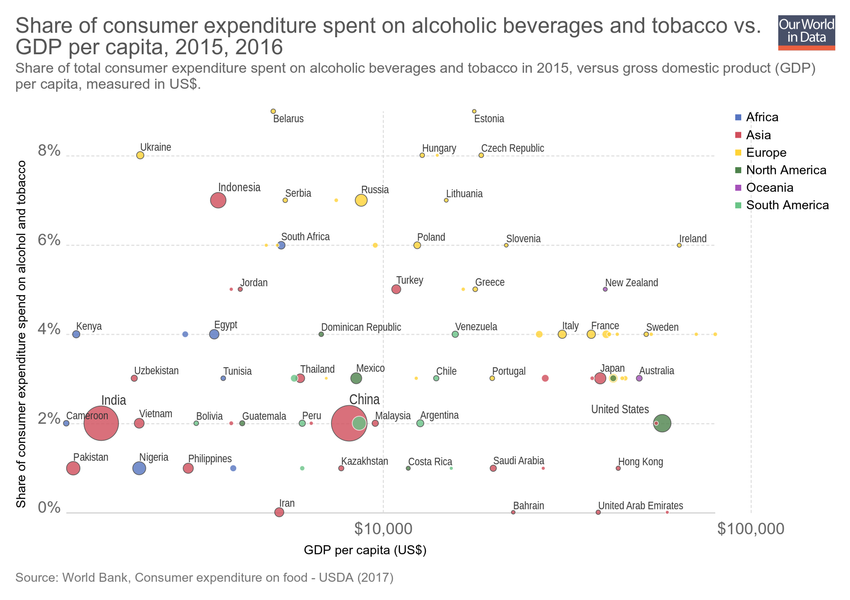 Share of consumer expenditure spent on alcoholic beverages and tobacco vs.
GDP per capita, 2015, 2016
Our World
in Data
Share of total consumer expenditure spent on alcoholic beverages and tobacco in 2015, versus gross domestic product (GDP)
per capita, measured in US$.
Africa
Asia
Europe
North America
Oceania
South America
Share of consumer expenditure spend on alcohol and tobacco
Belarus
Estonia
8%
Ukraine
Hungary
Czech Republic
Indonesia
Serbia
Russia
Lithuania
6%
South Africa
Poland
Slovenia
Ireland
Jordan
Turkey
Greece
New Zealand
4%
Kenya
Egypt
Dominican Republic
Venezuela
Italy
France
Sweden
Uzbekistan
Tunisia
Thailand
Mexico
Chile
Portugal
Japan
Australia
2%
Cameroon
India
Vietnam
Bolivia
Guatemala
Peru
China
Malaysia
Argentina
United States
Pakistan
Nigeria
Philippines
Kazakhstan
Costa Rica
Saudi Arabia
Hong Kong
0%
Iran
Bahrain
United Arab Emirates
$10,000
$100,000
GDP per capita (US$)
Source: World Bank, Consumer expenditure on food - USDA (2017)